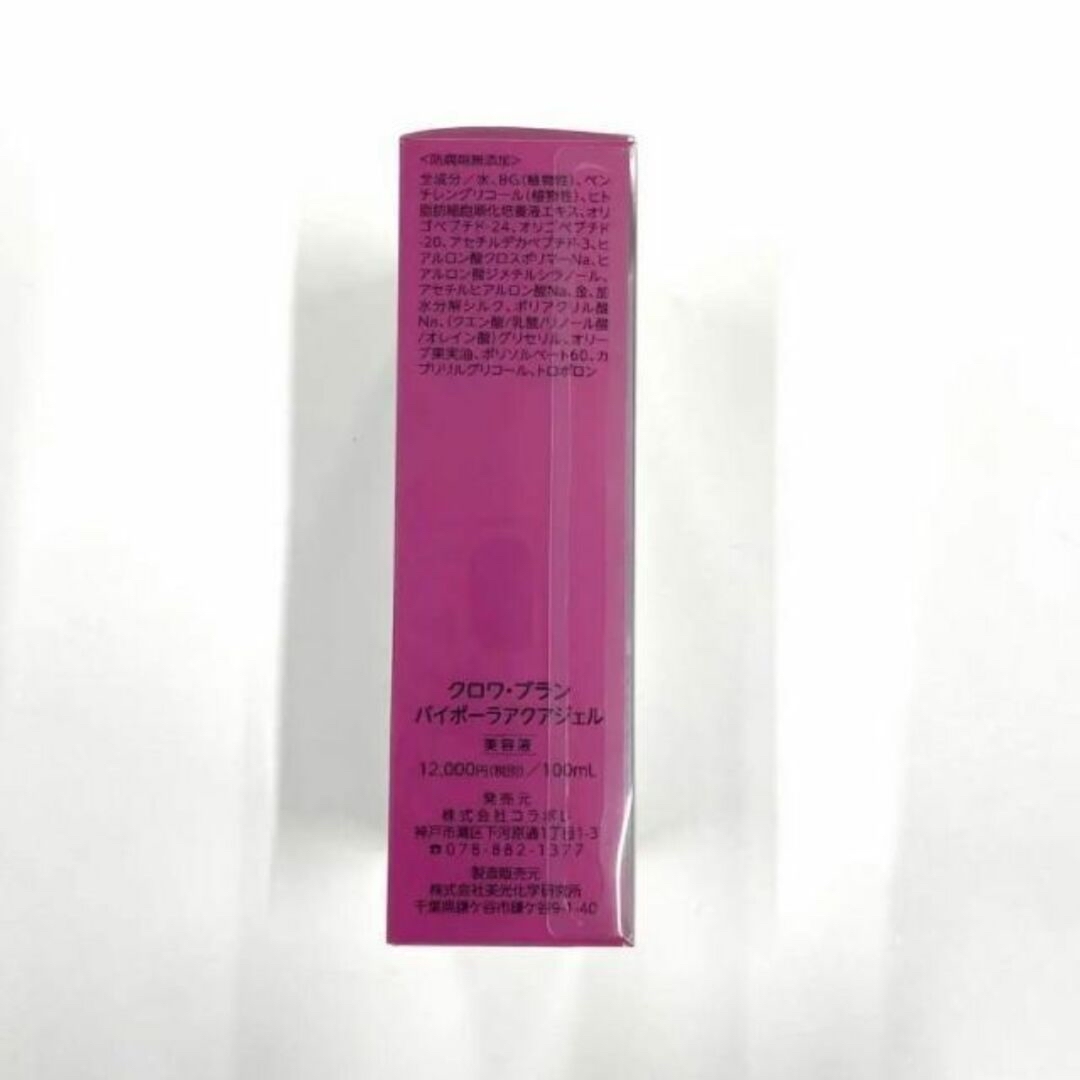 ＜防腐剤無添加＞
全成分／水、BG（植物性）、ペン
チレングリコール（植物性）、ヒト
脂肪細胞順化培養液エキス、オリ
ゴペプチド-24、オリゴペプチド
-20、アセチルデカペプチド-3、ヒ
アルロン酸クロスポリマーNa、ヒ
アルロン酸ジメチルシラノール、
アセチルヒアルロン酸Na、金、加
水分解シルク、ポリアクリル酸
Na、（クエン酸/乳酸/リノール酸
/オレイン酸）グリセリル、オリー
ブ果実油、ポリソルベート60、カ
プリリルグリコール、トロポロン
クロワ・ブラン
バイポーラアクアジェル
美容液
12,000円（税別）／100mL
発売元
株式会社コラボL
神戸市灘区下河原通1丁目1-3
☎078-882-1377
製造販売元
株式会社美光化学研究所
千葉県鎌ケ谷市鎌ケ谷9-1-40